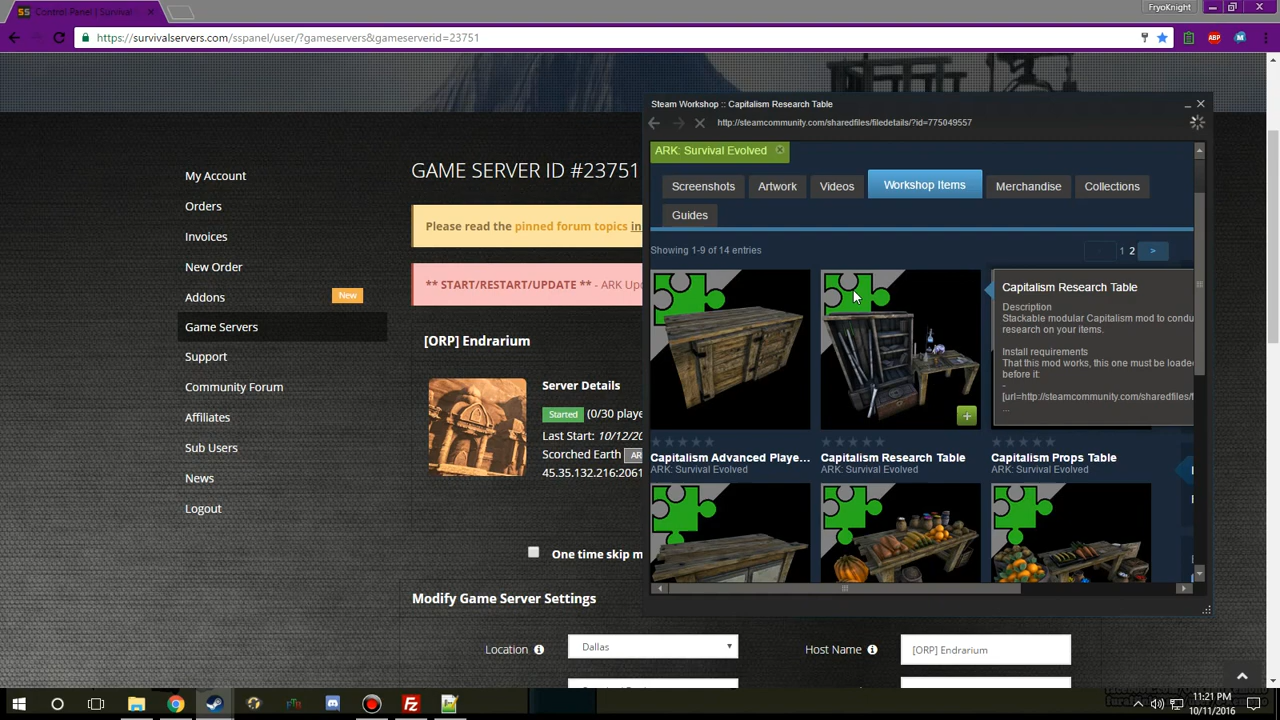 Control Panel | Survival
FryoKnight
https://survivalservers.com/sspanel/user/?gameservers&gameserverid=23751
ABP
Steam Workshop :: Capitalism Research Table
http://steamcommunity.com/sharedfiles/filedetails/?id=775049557
ARK: Survival Evolved
Screenshots
Artwork
Videos
Workshop Items
Merchandise
Collections
Guides
Showing 1-9 of 14 entries
1 2 >
Capitalism Research Table
Description
Stackable modular Capitalism mod to
research on your items.
Install requirements
That this mod works, this one must be
before it:
-
...
Capitalism Advanced Playe...
ARK: Survival Evolved
Capitalism Research Table
ARK: Survival Evolved
Capitalism Props Table
ARK: Survival Evolved
My Account
Orders
Invoices
New Order
Addons
New
Game Servers
Support
Community Forum
Affiliates
Sub Users
News
Logout
GAME SERVER ID #23751
Please read the pinned forum topics in
** START/RESTART/UPDATE ** - ARK
[ORP] Endrarium
Server Details
Started (0/30 playe
Last Start: 10/12/20
Scorched Earth
45.35.132.216:2061
One time skip m
Modify Game Server Settings
Location
Dallas
Host Name
[ORP] Endrarium
11:21 PM
10/11/2016